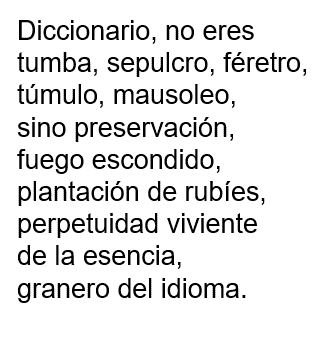 Diccionario, no eres
tumba, sepulcro, féretro,
túmulo, mausoleo,
sino preservación,
fuego escondido,
plantación de rubíes,
perpetuidad viviente
de la esencia,
granero del idioma.